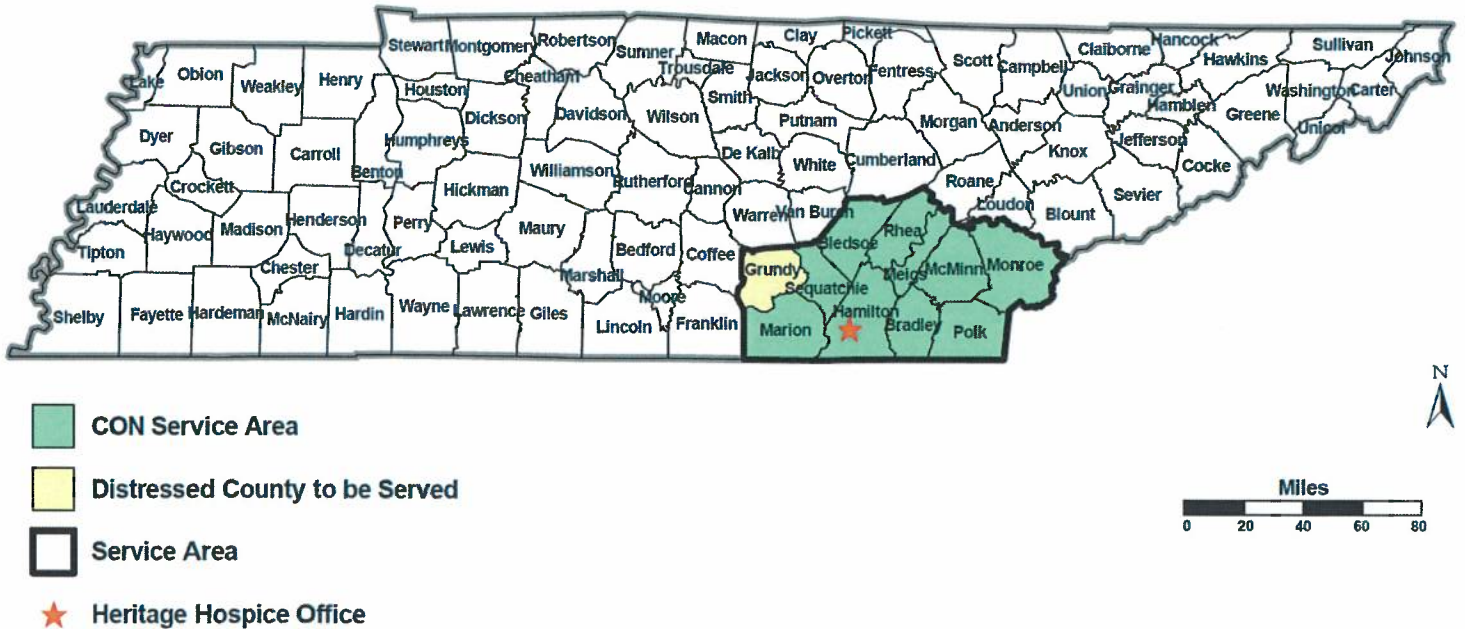 Stewart Montgomery Robertson Sumner Macon Clay Pickett Scott Campbell Claiborne Hancock Hawkins Sullivan Johnson
Lake Obion Weakley Henry Houston Cheatham Trousdale Smith Jackson Overton Fentress Union Grainger Hamblen Washington Carter
Dyer Gibson Carroll Benton Humphreys Dickson Davidson Wilson De Kalb Putnam White Cumberland Morgan Anderson Knox Jefferson Cocke Greene Unicoi
Lauderdale Crockett Haywood Madison Henderson Decatur Perry Hickman Williamson Rutherford Cannon Warren Van Buren Bledsoe Rhea Roane Loudon Blount Sevier
Tipton Chester Lewis Maury Marshall Bedford Coffee Grundy Sequatchie Meigs McMinn Monroe
Shelby Fayette Hardeman McNairy Hardin Wayne Lawrence Giles Lincoln Moore Franklin Marion Hamilton Bradley Polk
N
CON Service Area
Distressed County to be Served
Service Area
Heritage Hospice Office
Miles
0 20 40 60 80